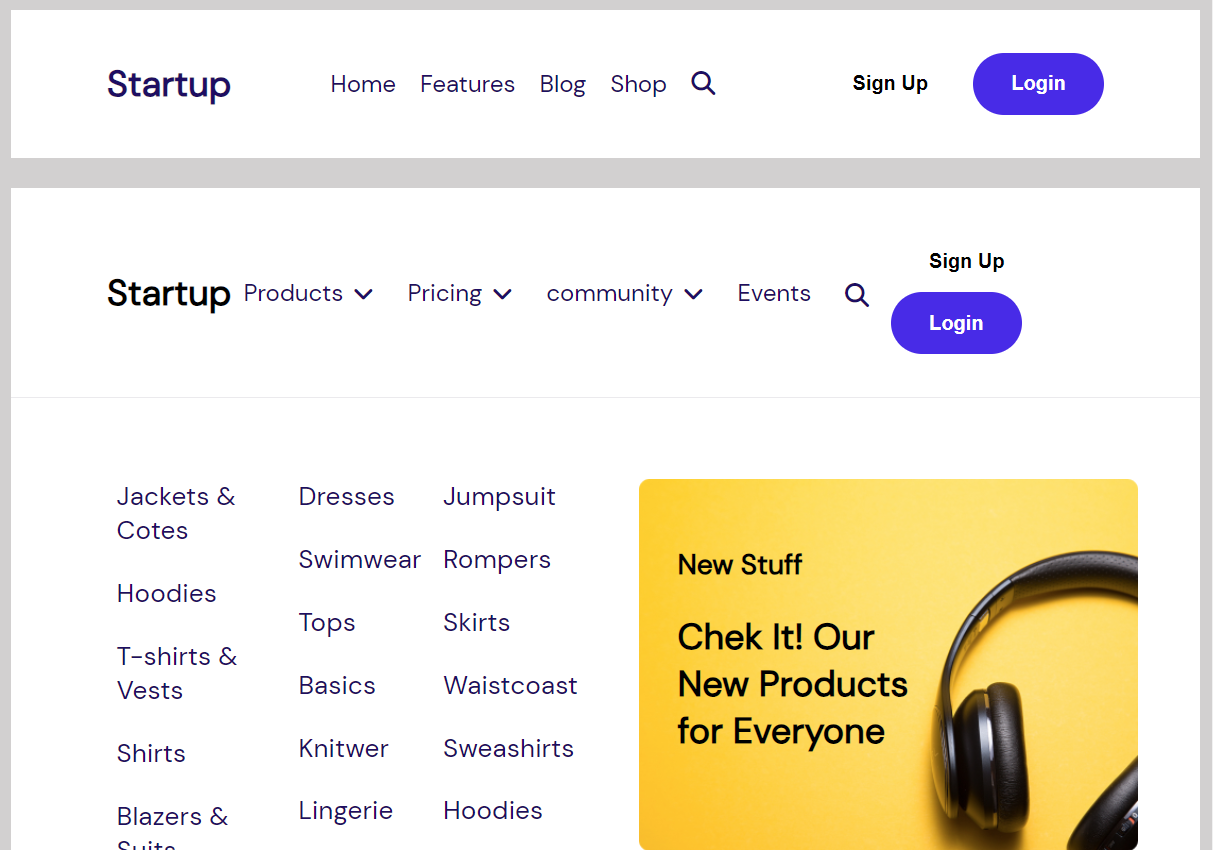 Startup Home Features Blog Shop Sign Up Login
Sign Up
Startup Products Pricing community Events
Login
Jackets &
Cotes
Hoodies
T-shirts &
Vests
Shirts
Blazers &
Suits
Dresses
Swimwear
Tops
Basics
Knitwer
Lingerie
Jumpsuit
Rompers
Skirts
Waistcoast
Sweashirts
Hoodies
New Stuff
Chek It! Our
New Products
for Everyone